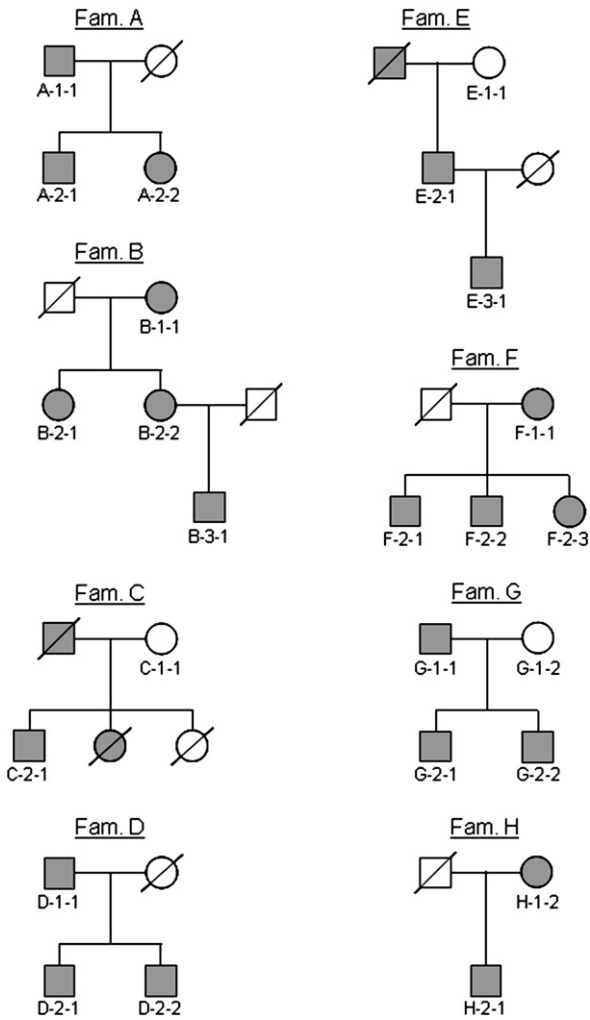 Fam. A
A-1-1
A-2-1 A-2-2
Fam. B
B-1-1
B-2-1 B-2-2
B-3-1
Fam. C
C-1-1
C-2-1
Fam. D
D-1-1
D-2-1 D-2-2
Fam. E
E-1-1
E-2-1
E-3-1
Fam. F
F-1-1
F-2-1 F-2-2 F-2-3
Fam. G
G-1-1 G-1-2
G-2-1 G-2-2
Fam. H
H-1-2
H-2-1